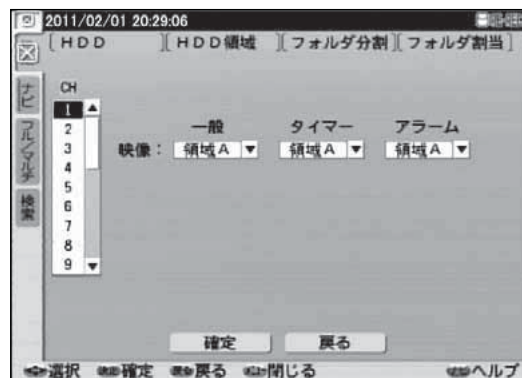 2011/02/01 20:29:06
[HDD ][HDD領域 ][フォルダ分割][フォルダ割当]
ナビ
フル/マルチ
検索
CH
1
2
3
4
5
6
7
8
9
一般 タイマー アラーム
映像： 領域A 領域A 領域A
確定 戻る
選択 確定 戻る 閉じる ヘルプ